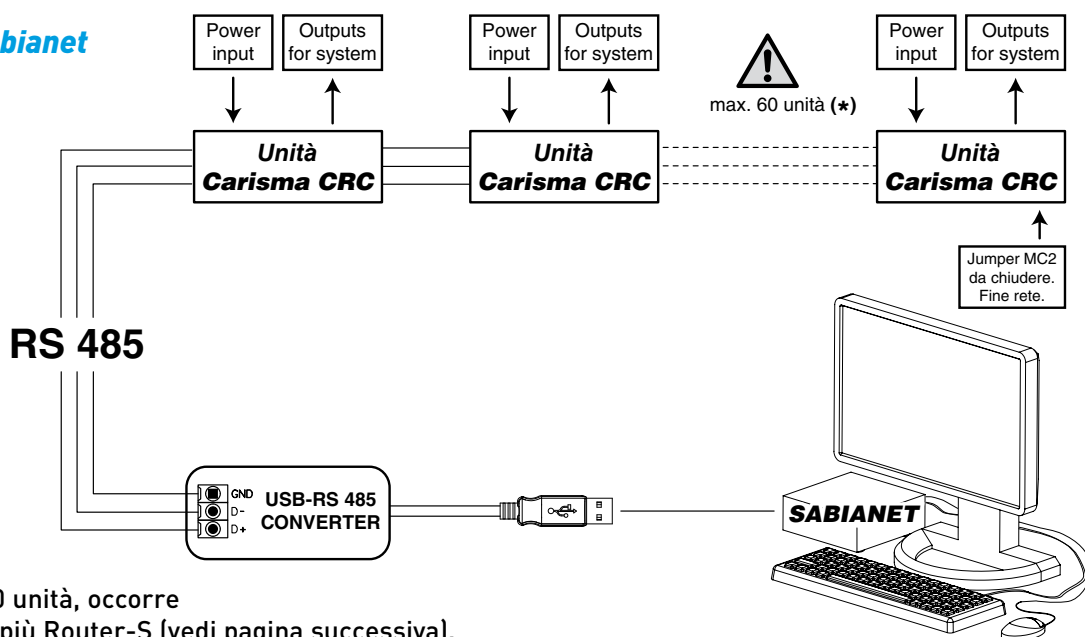 bianet
Power
input
Outputs
for system
Power
input
Outputs
for system
max. 60 unità (*)
Power
input
Outputs
for system
Unità
Carisma CRC
Unità
Carisma CRC
Unità
Carisma CRC
Jumper MC2
da chiudere.
Fine rete.
RS 485
GND
D-
D+
USB-RS 485
CONVERTER
SABIANET
0 unità, occorre
più Router-S (vedi pagina successiva).